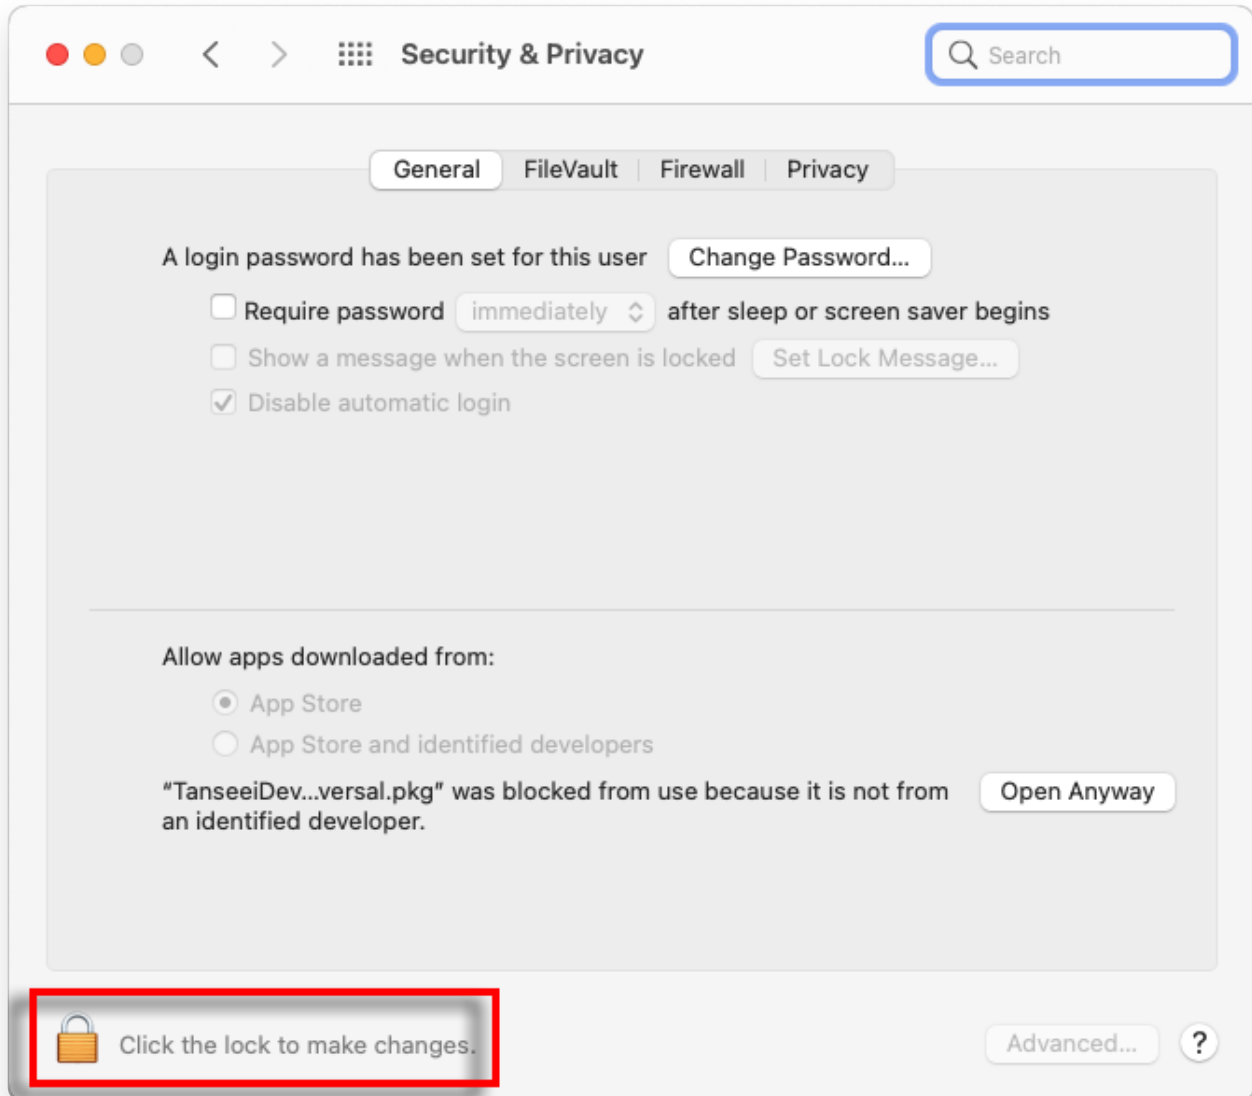 Security & Privacy
Search
General
FileVault
Firewall
Privacy
A login password has been set for this user
Change Password...
Require password
immediately
after sleep or screen saver begins
Show a message when the screen is locked
Set Lock Message...
Disable automatic login
Allow apps downloaded from:
App Store
App Store and identified developers
“TanseeiDev...versal.pkg” was blocked from use because it is not from
an identified developer.
Open Anyway
Click the lock to make changes.
Advanced...
?